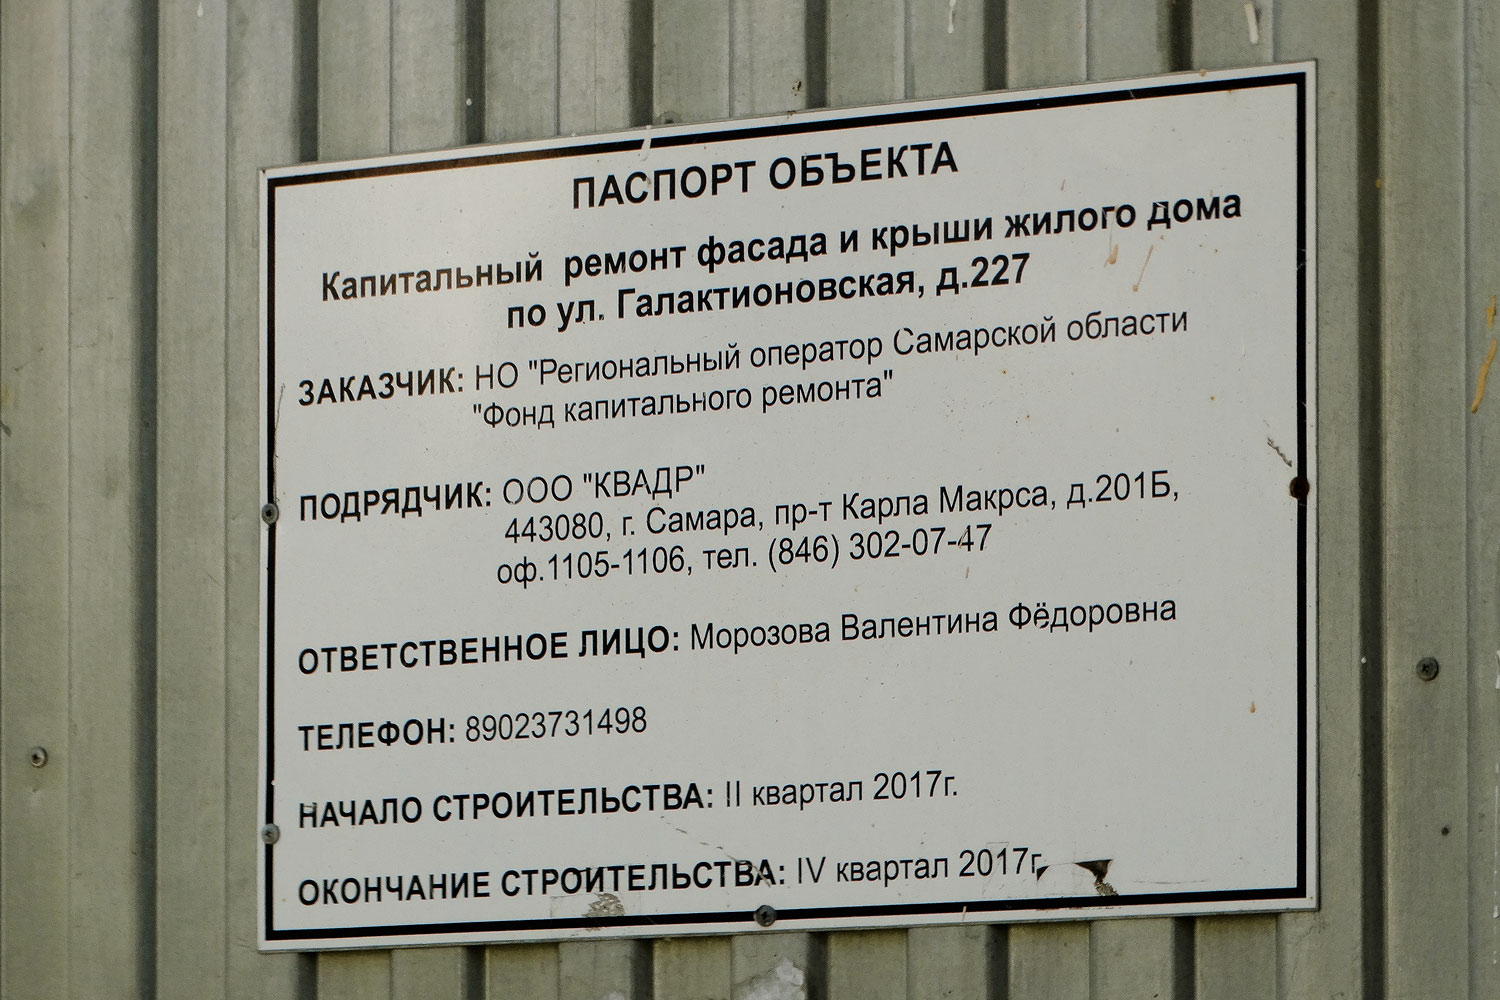 ПАСПОРТ ОБЪЕКТА
Капитальный ремонт фасада и крыши жилого дома
по ул. Галактионовская, д.227
ЗАКАЗЧИК: НО "Региональный оператор Самарской области
"Фонд капитального ремонта"
ПОДРЯДЧИК: ООО "КВАДР"
443080, г. Самара, пр-т Карла Макрса, д.201Б,
оф.1105-1106, тел. (846) 302-07-47
ОТВЕТСТВЕННОЕ ЛИЦО: Морозова Валентина Фёдоровна
ТЕЛЕФОН: 89023731498
НАЧАЛО СТРОИТЕЛЬСТВА: II квартал 2017г.
ОКОНЧАНИЕ СТРОИТЕЛЬСТВА: IV квартал 2017г.